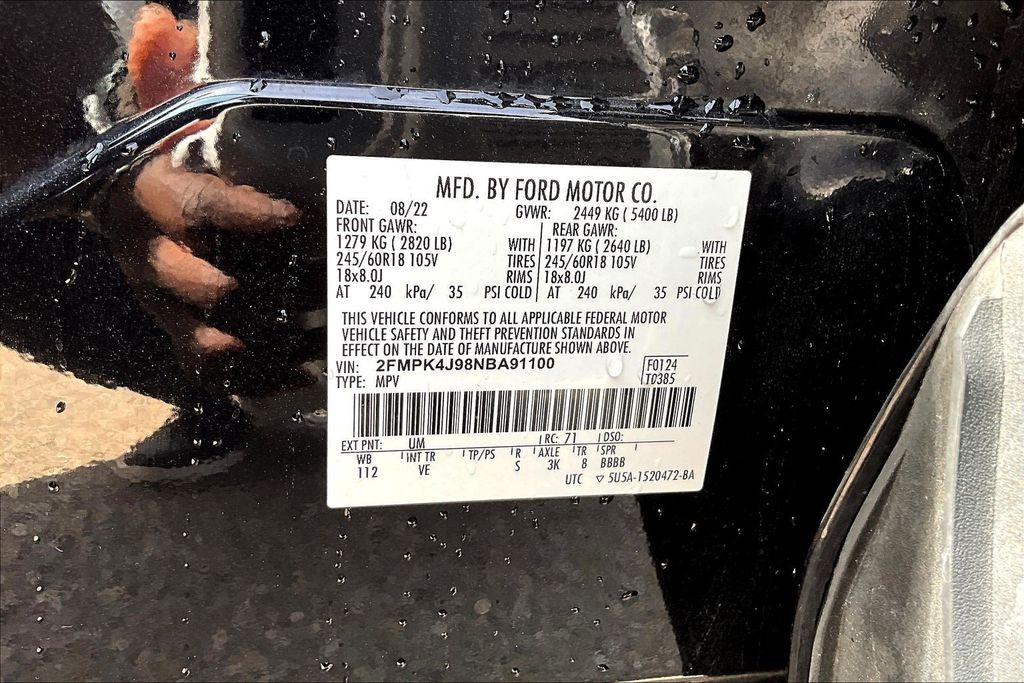 MFD. BY FORD MOTOR CO.
DATE: 08/22 GVWR: 2449 KG ( 5400 LB)
FRONT GAWR: REAR GAWR:
1279 KG ( 2820 LB) WITH 1197 KG ( 2640 LB) WITH
245/60R18 105V TIRES 245/60R18 105V TIRES
18x8.0J RIMS 18x8.0J RIMS
AT 240 kPa/ 35 PSI COLD AT 240 kPa/ 35 PSI COLD
THIS VEHICLE CONFORMS TO ALL APPLICABLE FEDERAL MOTOR
VEHICLE SAFETY AND THEFT PREVENTION STANDARDS IN
EFFECT ON THE DATE OF MANUFACTURE SHOWN ABOVE.
VIN: 2FMPK4J98NBA91100 F0124
TYPE: MPV T0385
EXT PNT: UM RC: 71 DSO:
WB INT TR TP/PS R AXLE TR SPR
112 VE S 3K 8 BBBB
UTC ▽ 5U5A-1520472-BA